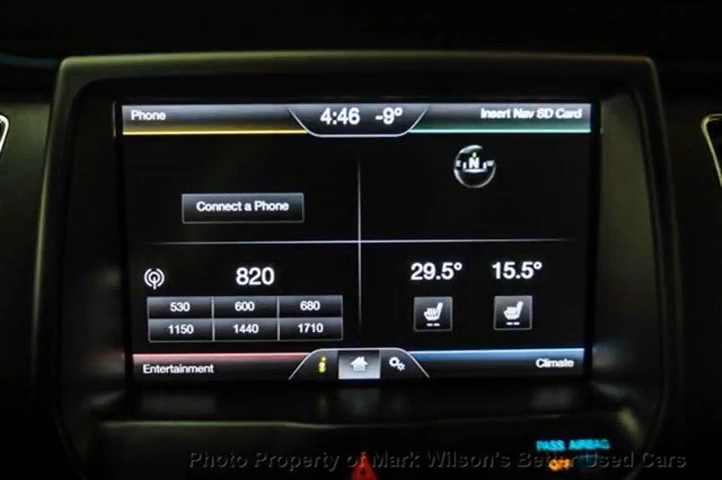 Phone
4:46 -9°
Insert Nav SD Card
N
Connect a Phone
820
29.5° 15.5°
530 600 680
1150 1440 1710
Entertainment
i
Climate
PASS AIRBAG
OFF
Photo Property of Mark Wilson's Better Used Cars